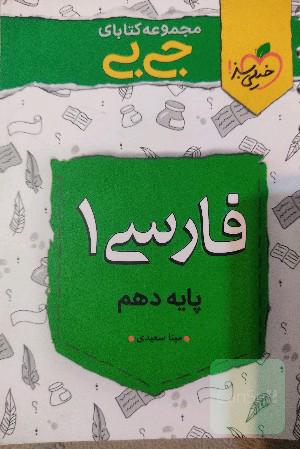 مجموعه کتابای
جی بی
خیلی سبز
فارسی ۱
پایه دهم
مینا سعیدی